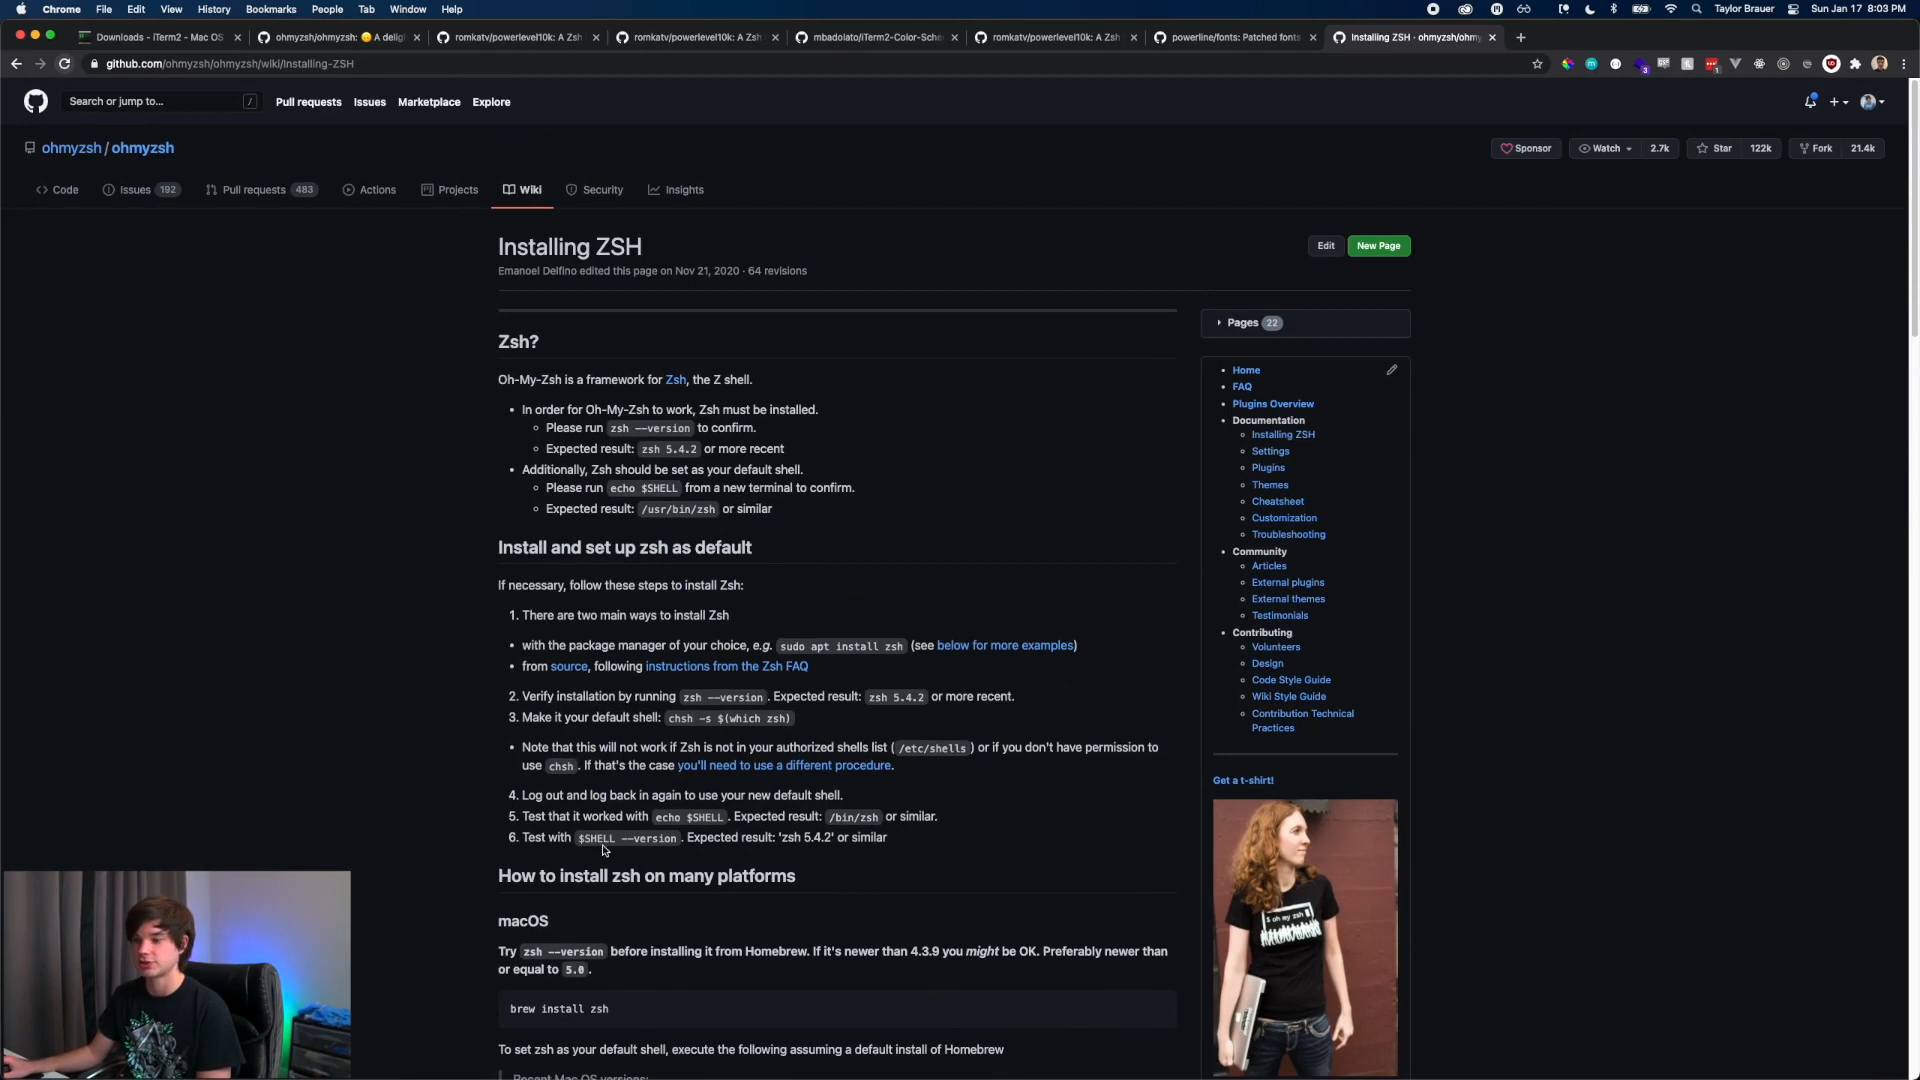 Chrome File Edit View History Bookmarks People Tab Window Help Taylor Brauer Sun Jan 17 8:03 PM
Downloads - iTerm2 - Mac OS ohmyzsh/ohmyzsh: 😊 A delig romkatv/powerlevel10k: A Zsh romkatv/powerlevel10k: A Zsh mbadolato/iTerm2-Color-Sche romkatv/powerlevel10k: A Zsh powerline/fonts: Patched fonts Installing ZSH · ohmyzsh/ohmy
github.com/ohmyzsh/ohmyzsh/wiki/Installing-ZSH
Search or jump to... / Pull requests Issues Marketplace Explore
ohmyzsh / ohmyzsh Sponsor Watch 2.7k Star 122k Fork 21.4k
Code Issues 192 Pull requests 483 Actions Projects Wiki Security Insights
Installing ZSH Edit New Page
Emanoel Delfino edited this page on Nov 21, 2020 · 64 revisions
Zsh?
Oh-My-Zsh is a framework for Zsh, the Z shell.
• In order for Oh-My-Zsh to work, Zsh must be installed.
Please run zsh --version to confirm.
Expected result: zsh 5.4.2 or more recent
• Additionally, Zsh should be set as your default shell.
Please run echo $SHELL from a new terminal to confirm.
Expected result: /usr/bin/zsh or similar
Install and set up zsh as default
If necessary, follow these steps to install Zsh:
1. There are two main ways to install Zsh
• with the package manager of your choice, e.g. sudo apt install zsh (see below for more examples)
• from source, following instructions from the Zsh FAQ
2. Verify installation by running zsh --version. Expected result: zsh 5.4.2 or more recent.
3. Make it your default shell: chsh -s $(which zsh)
• Note that this will not work if Zsh is not in your authorized shells list (/etc/shells) or if you don't have permission to
use chsh. If that's the case you'll need to use a different procedure.
4. Log out and log back in again to use your new default shell.
5. Test that it worked with echo $SHELL. Expected result: /bin/zsh or similar.
6. Test with $SHELL --version. Expected result: 'zsh 5.4.2' or similar
How to install zsh on many platforms
macOS
Try zsh --version before installing it from Homebrew. If it's newer than 4.3.9 you might be OK. Preferably newer than
or equal to 5.0.
brew install zsh
To set zsh as your default shell, execute the following assuming a default install of Homebrew
Recent Mac OS versions:
Pages 22
• Home
• FAQ
• Plugins Overview
• Documentation
Installing ZSH
Settings
Plugins
Themes
Cheatsheet
Customization
Troubleshooting
• Community
Articles
External plugins
External themes
Testimonials
• Contributing
Volunteers
Design
Code Style Guide
Wiki Style Guide
Contribution Technical
Practices
Get a t-shirt!
$ oh my zsh